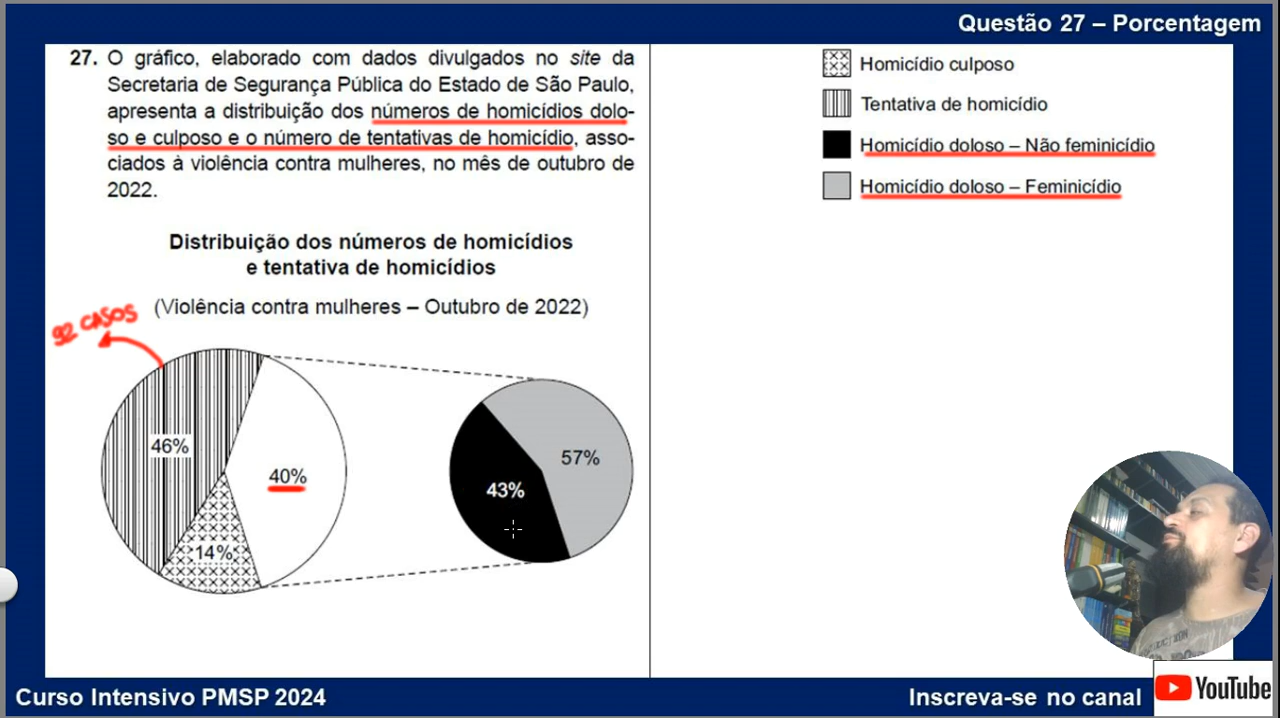 Questão 27 – Porcentagem
27. O gráfico, elaborado com dados divulgados no site da
Secretaria de Segurança Pública do Estado de São Paulo,
apresenta a distribuição dos números de homicídios dolo-
so e culposo e o número de tentativas de homicídio, asso-
ciados à violência contra mulheres, no mês de outubro de
2022.
Distribuição dos números de homicídios
e tentativa de homicídios
(Violência contra mulheres – Outubro de 2022)
92 CASOS
46%
40%
14%
57%
43%
Homicídio culposo
Tentativa de homicídio
Homicídio doloso – Não feminicídio
Homicídio doloso – Feminicídio
Curso Intensivo PMSP 2024
Inscreva-se no canal
YouTube